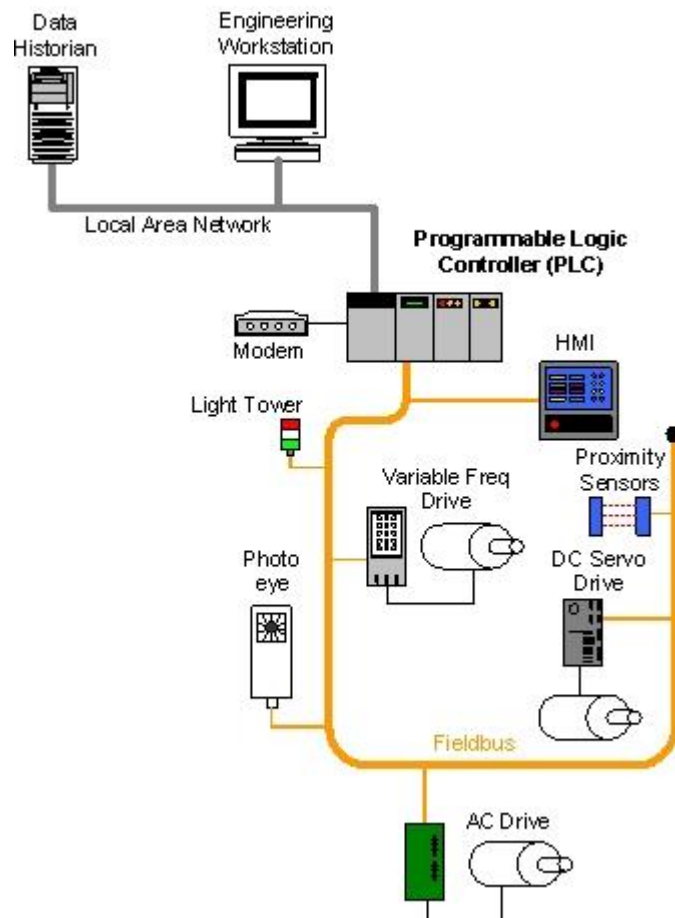 Data
Historian
Engineering
Workstation
Local Area Network
Programmable Logic
Controller (PLC)
Modem
HMI
Light Tower
Proximity
Sensors
Variable Freq
Drive
Photo
eye
DC Servo
Drive
Fieldbus
AC Drive